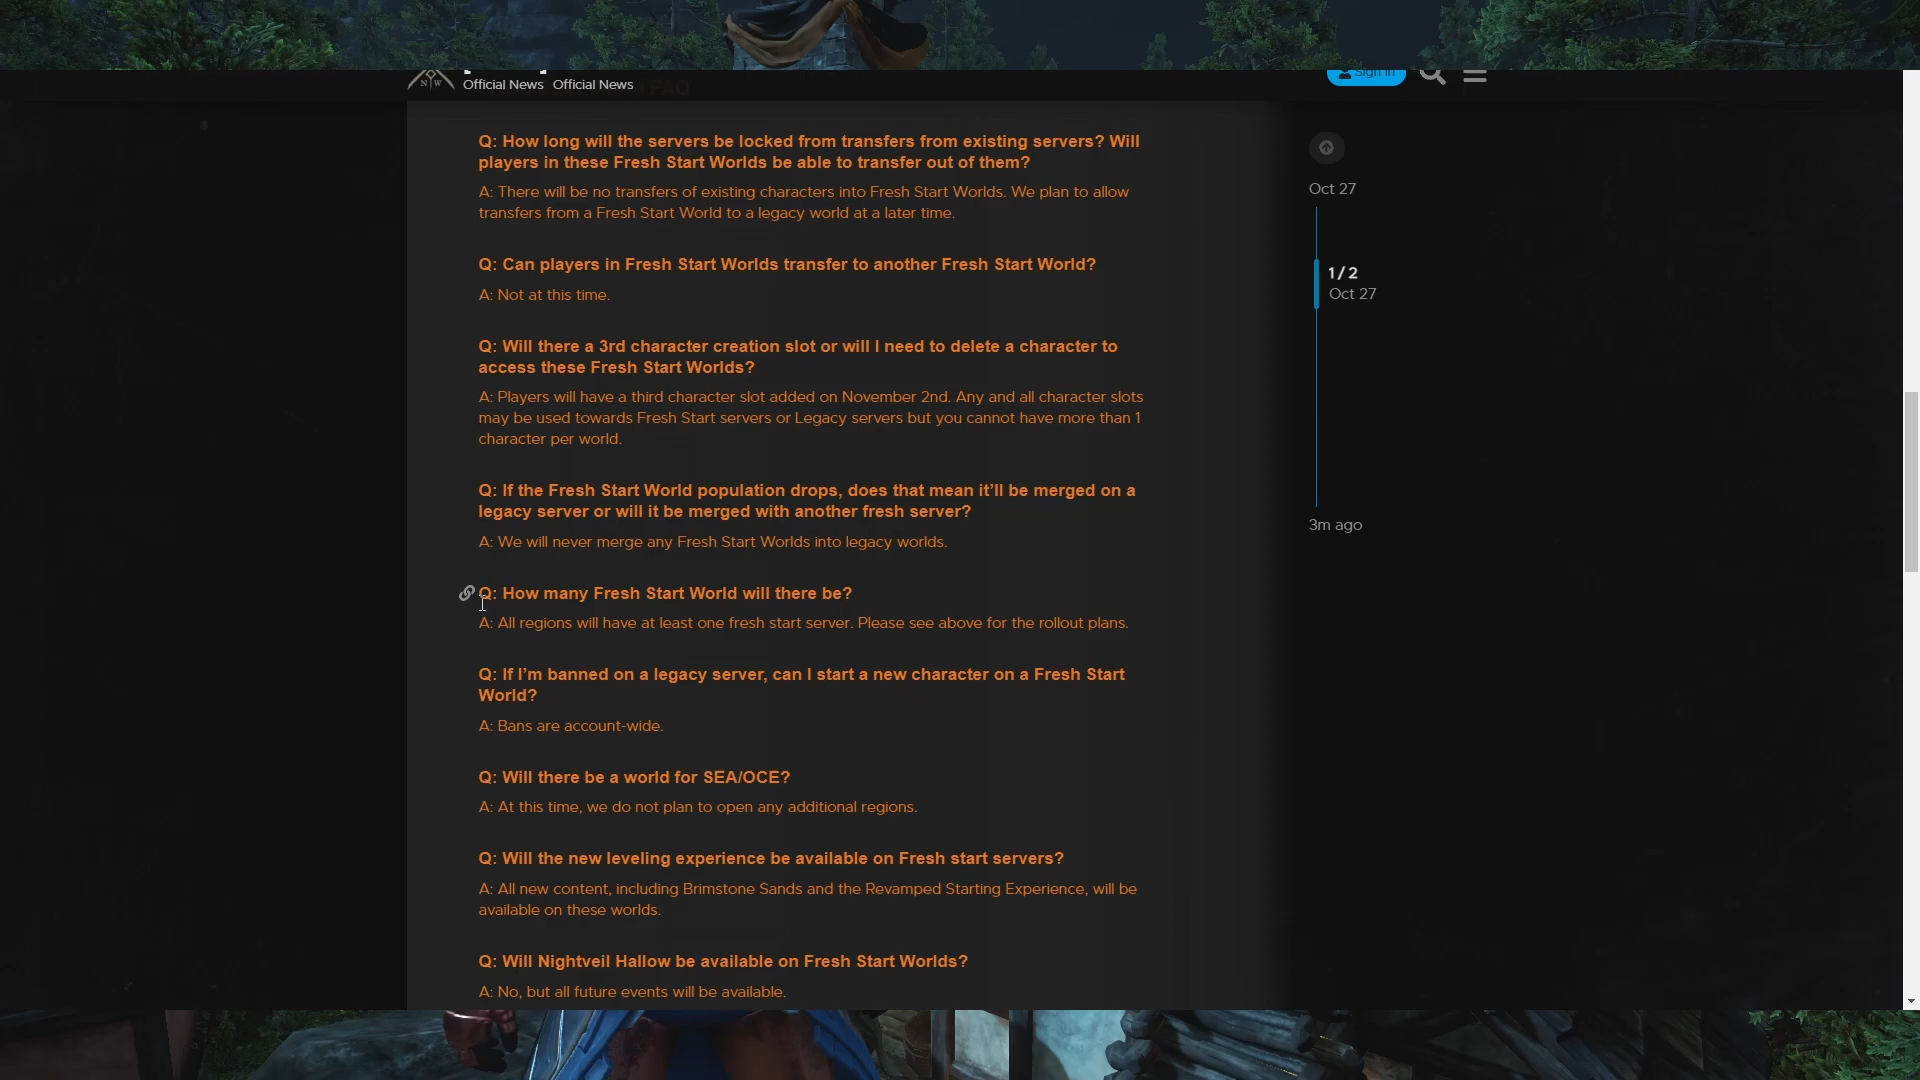 Sign In
N W
Official News Official News
FAQ
Q: How long will the servers be locked from transfers from existing servers? Will
players in these Fresh Start Worlds be able to transfer out of them?
A: There will be no transfers of existing characters into Fresh Start Worlds. We plan to allow
transfers from a Fresh Start World to a legacy world at a later time.
Q: Can players in Fresh Start Worlds transfer to another Fresh Start World?
A: Not at this time.
Q: Will there a 3rd character creation slot or will I need to delete a character to
access these Fresh Start Worlds?
A: Players will have a third character slot added on November 2nd. Any and all character slots
may be used towards Fresh Start servers or Legacy servers but you cannot have more than 1
character per world.
Q: If the Fresh Start World population drops, does that mean it’ll be merged on a
legacy server or will it be merged with another fresh server?
A: We will never merge any Fresh Start Worlds into legacy worlds.
Q: How many Fresh Start World will there be?
A: All regions will have at least one fresh start server. Please see above for the rollout plans.
Q: If I’m banned on a legacy server, can I start a new character on a Fresh Start
World?
A: Bans are account-wide.
Q: Will there be a world for SEA/OCE?
A: At this time, we do not plan to open any additional regions.
Q: Will the new leveling experience be available on Fresh start servers?
A: All new content, including Brimstone Sands and the Revamped Starting Experience, will be
available on these worlds.
Q: Will Nightveil Hallow be available on Fresh Start Worlds?
A: No, but all future events will be available.
Oct 27
1 / 2
Oct 27
3m ago